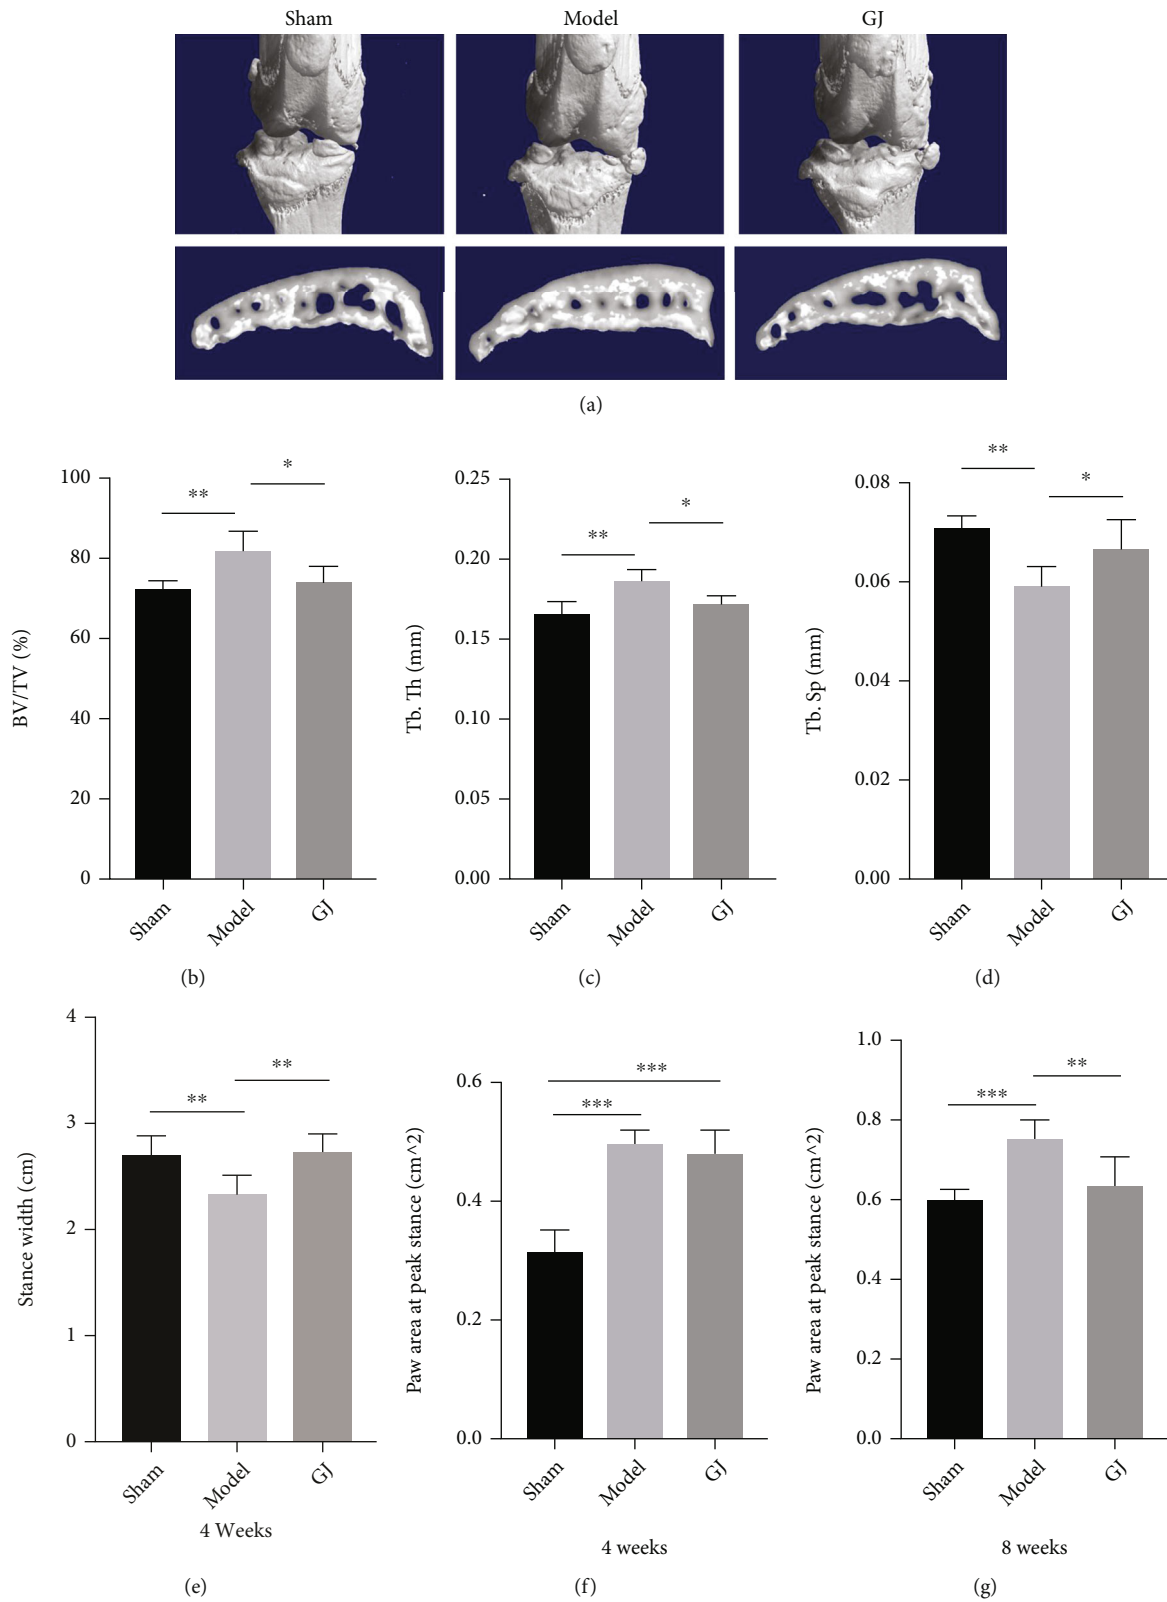 Sham Model GJ
(a)
BV/TV (%)
100
80
60
40
20
0
**
*
Sham
Model
GJ
(b)
Tb. Th (mm)
0.25
0.20
0.15
0.10
0.05
0.00
**
*
Sham
Model
GJ
(c)
Tb. Sp (mm)
0.08
0.06
0.04
0.02
0.00
**
*
Sham
Model
GJ
(d)
Stance width (cm)
4
3
2
1
0
**
**
Sham
Model
GJ
4 Weeks
(e)
Paw area at peak stance (cm^2)
0.6
0.4
0.2
0.0
***
***
Sham
Model
GJ
4 weeks
(f)
Paw area at peak stance (cm^2)
1.0
0.8
0.6
0.4
0.2
0.0
***
**
Sham
Model
GJ
8 weeks
(g)